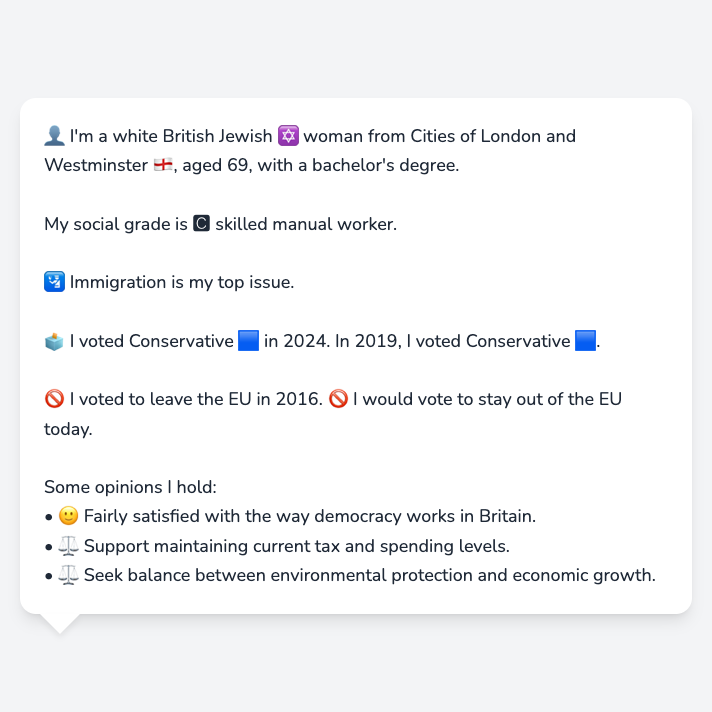 👤 I'm a white British Jewish 🔯 woman from Cities of London and
Westminster 🏴󠁧󠁢󠁥󠁮󠁧󠁿, aged 69, with a bachelor's degree.
My social grade is 🅲 skilled manual worker.
🛂 Immigration is my top issue.
🗳️ I voted Conservative 🟦 in 2024. In 2019, I voted Conservative 🟦.
🚫 I voted to leave the EU in 2016. 🚫 I would vote to stay out of the EU
today.
Some opinions I hold:
• 🙂 Fairly satisfied with the way democracy works in Britain.
• ⚖️ Support maintaining current tax and spending levels.
• ⚖️ Seek balance between environmental protection and economic growth.